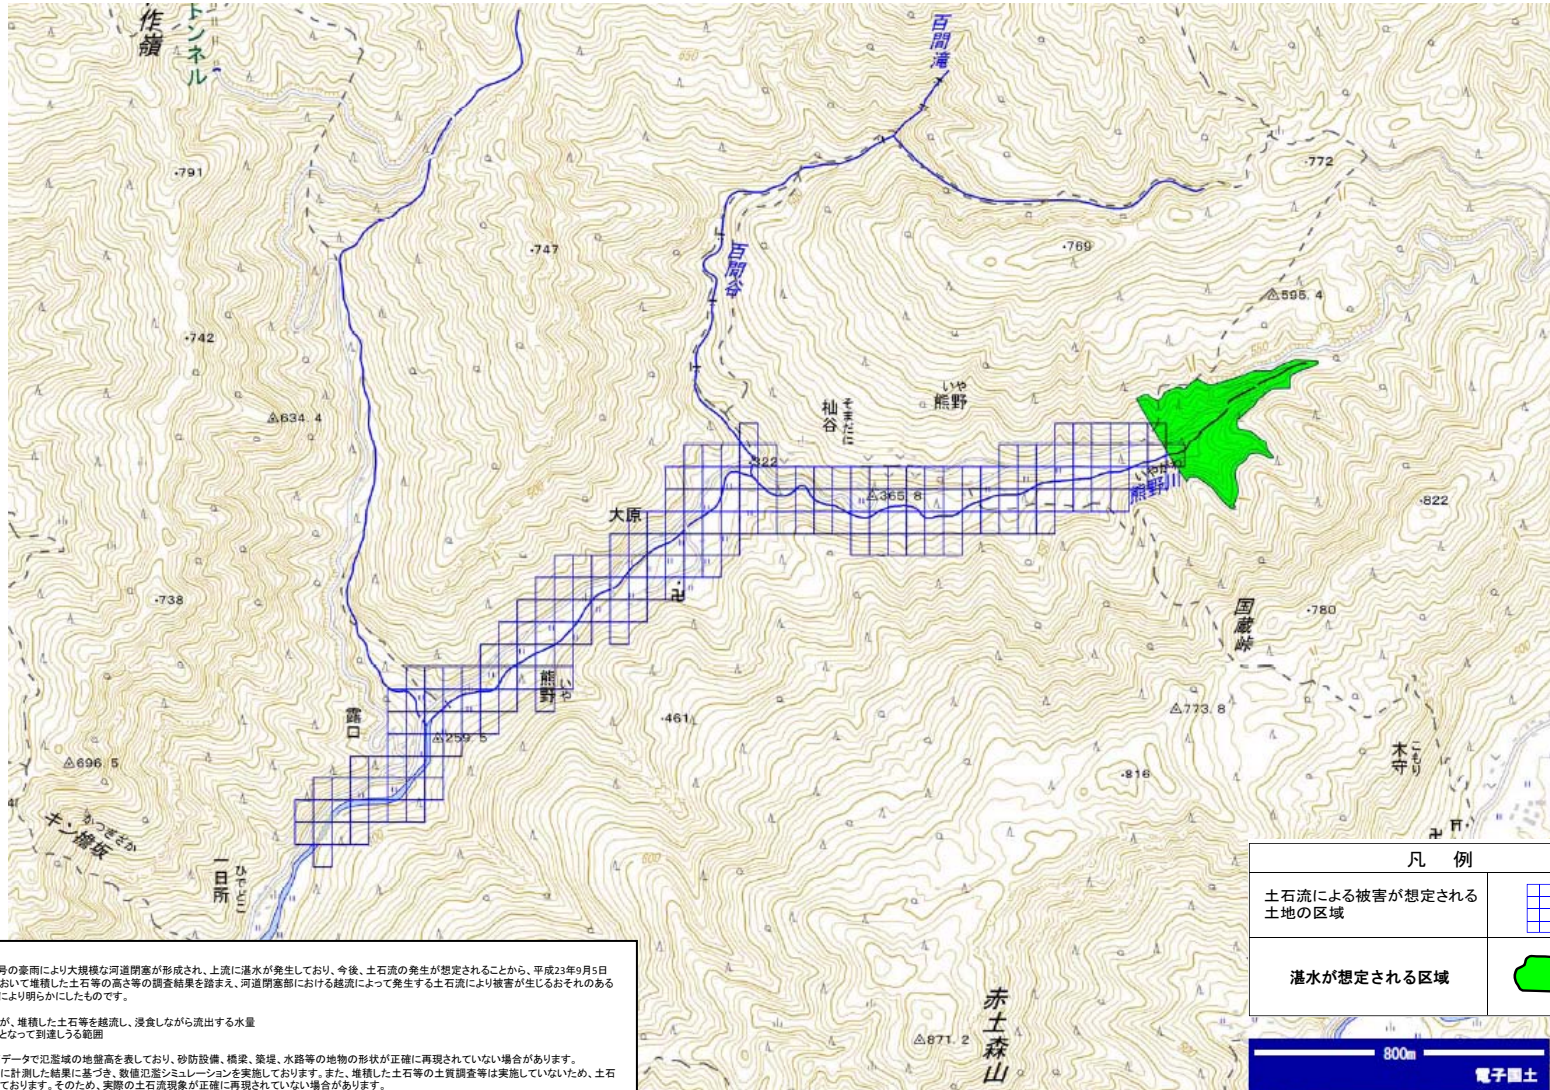 作嶺
トンネル
650
百間滝
・791
・772
・747
百間谷
・769
595.4
・742
550
634.4
いや
熊野
そまたに
杣谷
322
365.8
いやがわ
熊野川
・822
500
大原
卍
・738
国蔵峠
・780
熊野
いや
露口
・461
259.5
773.8
696.5
・816
こもり
木守
かつぎざか
キン檐坂
600
ひでどこ
一日所
卍
凡　例
土石流による被害が想定される
土地の区域
湛水が想定される区域
号の豪雨により大規模な河道閉塞が形成され、上流に湛水が発生しており、今後、土石流の発生が想定されることから、平成23年9月5日
おいて堆積した土石等の高さ等の調査結果を踏まえ、河道閉塞部における越流によって発生する土石流により被害が生じるおそれのある
により明らかにしたものです。
が、堆積した土石等を越流し、浸食しながら流出する水量
となって到達しうる範囲
データで氾濫域の地盤高を表しており、砂防設備、橋梁、築堤、水路等の地物の形状が正確に再現されていない場合があります。
に計測した結果に基づき、数値氾濫シミュレーションを実施しております。また、堆積した土石等の土質調査等は実施していないため、土石
ております。そのため、実際の土石流現象が正確に再現されていない場合があります。
赤土森山
871.2
800m
電子国土